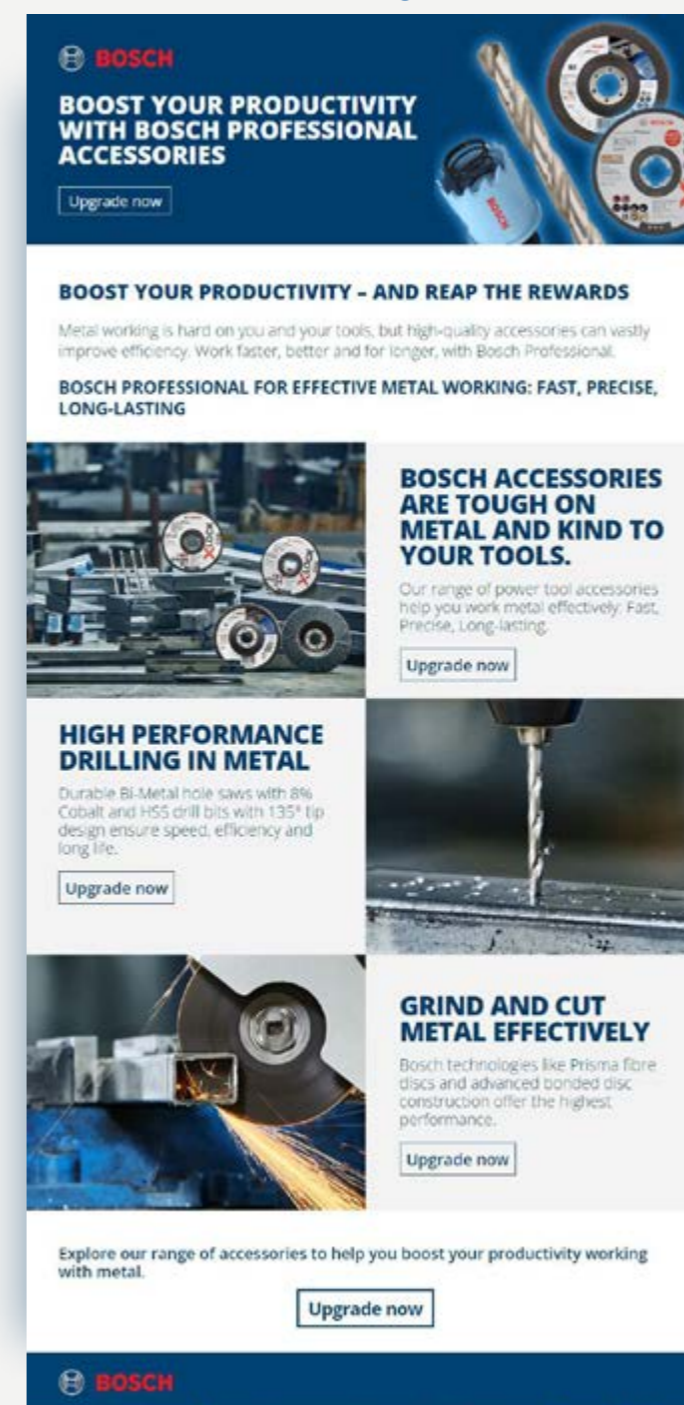 BOSCH
BOOST YOUR PRODUCTIVITY
WITH BOSCH PROFESSIONAL
ACCESSORIES
Upgrade now
BOSCH
BOOST YOUR PRODUCTIVITY – AND REAP THE REWARDS
Metal working is hard on you and your tools, but high-quality accessories can vastly
improve efficiency. Work faster, better and for longer, with Bosch Professional.
BOSCH PROFESSIONAL FOR EFFECTIVE METAL WORKING: FAST, PRECISE,
LONG-LASTING
BOSCH ACCESSORIES
ARE TOUGH ON
METAL AND KIND TO
YOUR TOOLS.
Our range of power tool accessories
help you work metal effectively: Fast,
Precise, Long-lasting.
Upgrade now
HIGH PERFORMANCE
DRILLING IN METAL
Durable Bi-Metal hole saws with 8%
Cobalt and HSS drill bits with 135° tip
design ensure speed, efficiency and
long life.
Upgrade now
GRIND AND CUT
METAL EFFECTIVELY
Bosch technologies like Prisma fibre
discs and advanced bonded disc
construction offer the highest
performance.
Upgrade now
Explore our range of accessories to help you boost your productivity working
with metal.
Upgrade now
BOSCH